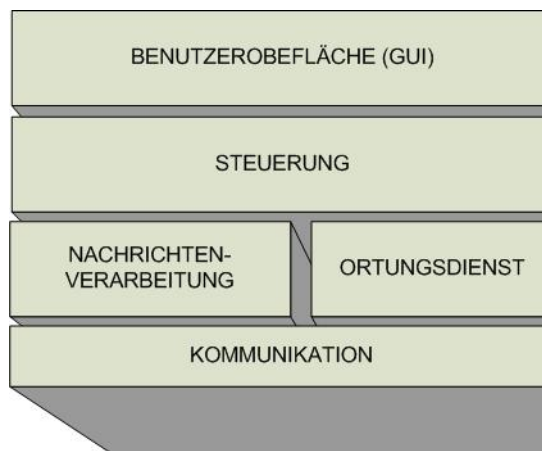 BENUTZEROBEFLÄCHE (GUI)
STEUERUNG
NACHRICHTEN-
VERARBEITUNG
ORTUNGSDIENST
KOMMUNIKATION